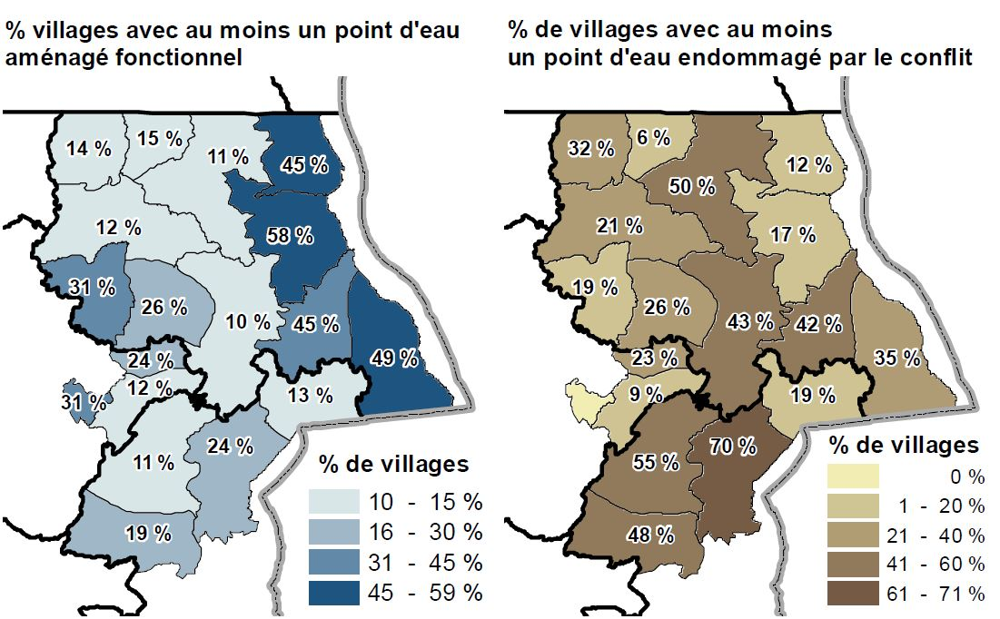 % villages avec au moins un point d'eau
aménagé fonctionnel
14 %
15 %
11 %
45 %
12 %
58 %
31 %
26 %
10 %
45 %
49 %
24 %
12 %
31 %
13 %
24 %
11 %
19 %
% de villages
10 - 15 %
16 - 30 %
31 - 45 %
45 - 59 %
% de villages avec au moins
un point d'eau endommagé par le conflit
32 %
6 %
12 %
50 %
21 %
17 %
19 %
26 %
43 %
42 %
35 %
23 %
9 %
19 %
70 %
55 %
48 %
% de villages
0 %
1 - 20 %
21 - 40 %
41 - 60 %
61 - 71 %